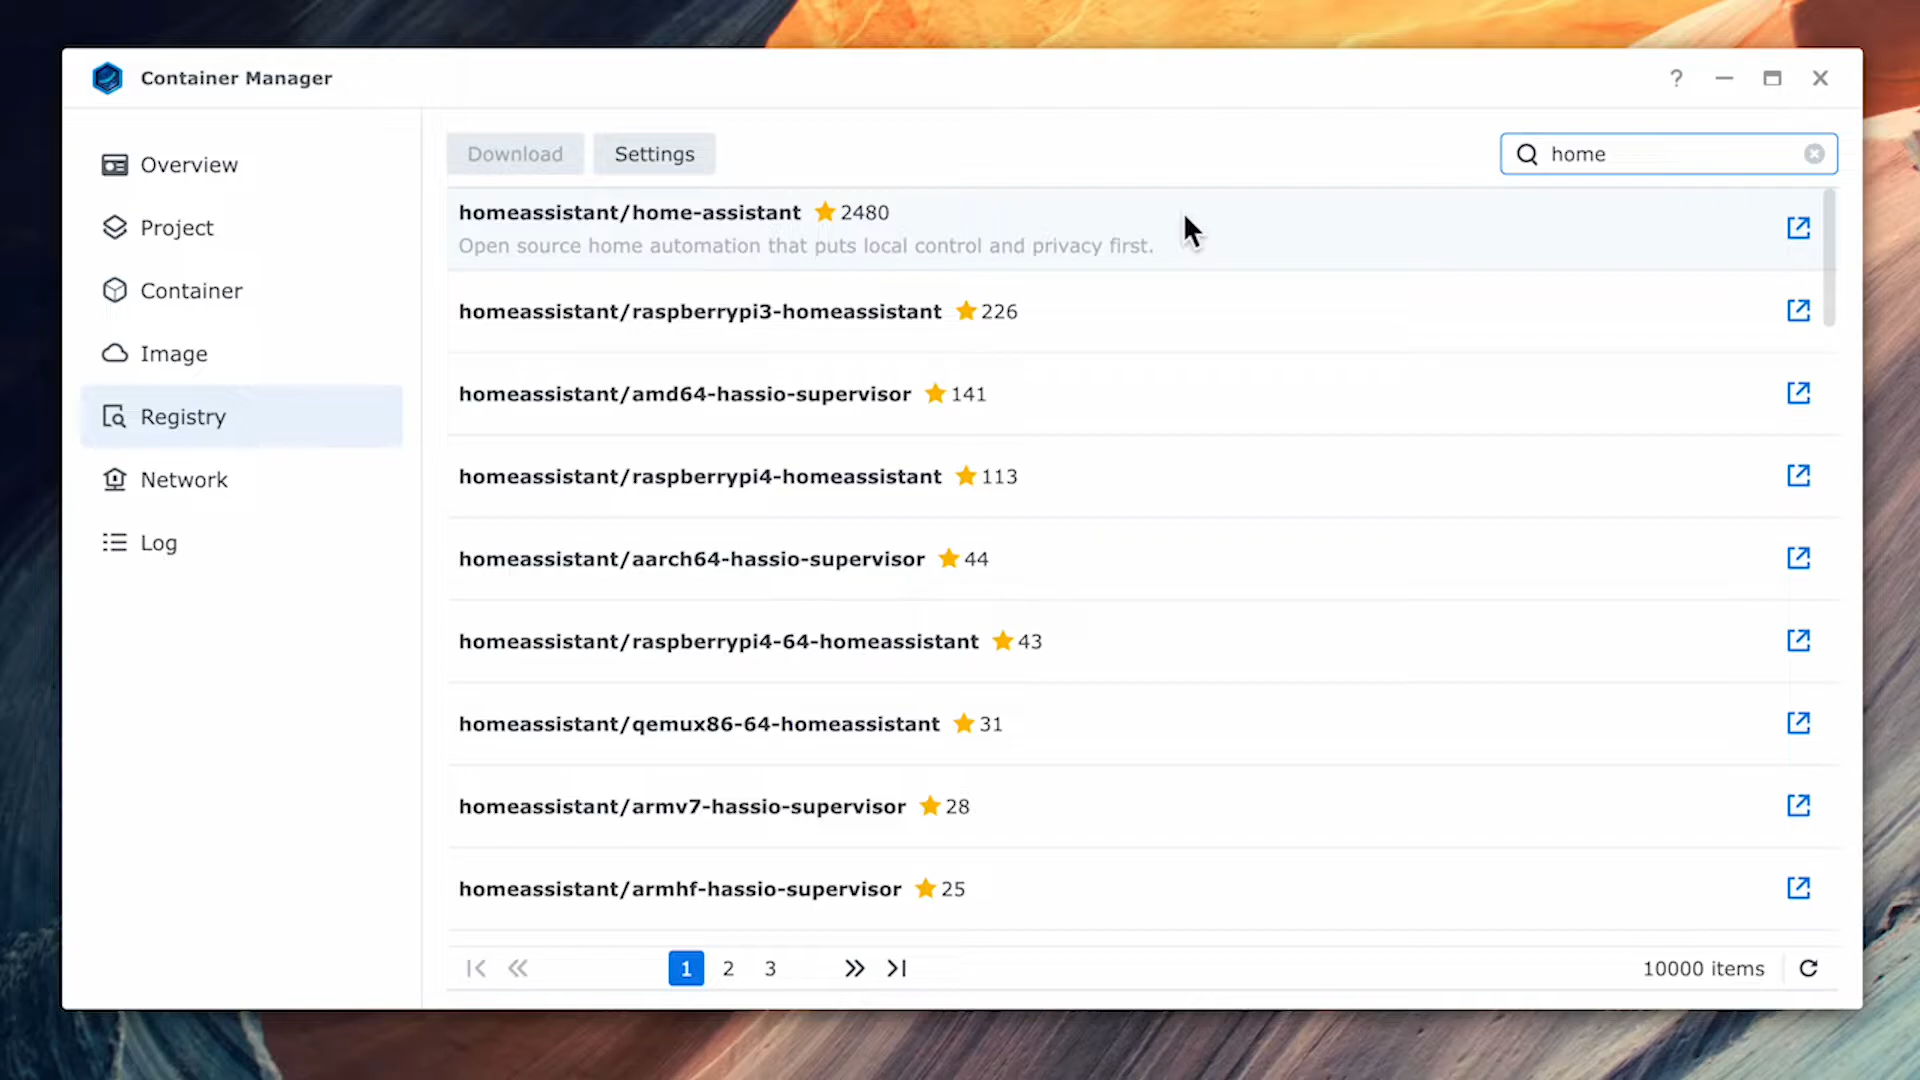 Container Manager
?
Overview
Project
Container
Image
Registry
Network
Log
Download
Settings
home
homeassistant/home-assistant 2480
Open source home automation that puts local control and privacy first.
homeassistant/raspberrypi3-homeassistant 226
homeassistant/amd64-hassio-supervisor 141
homeassistant/raspberrypi4-homeassistant 113
homeassistant/aarch64-hassio-supervisor 44
homeassistant/raspberrypi4-64-homeassistant 43
homeassistant/qemux86-64-homeassistant 31
homeassistant/armv7-hassio-supervisor 28
homeassistant/armhf-hassio-supervisor 25
1 2 3
10000 items